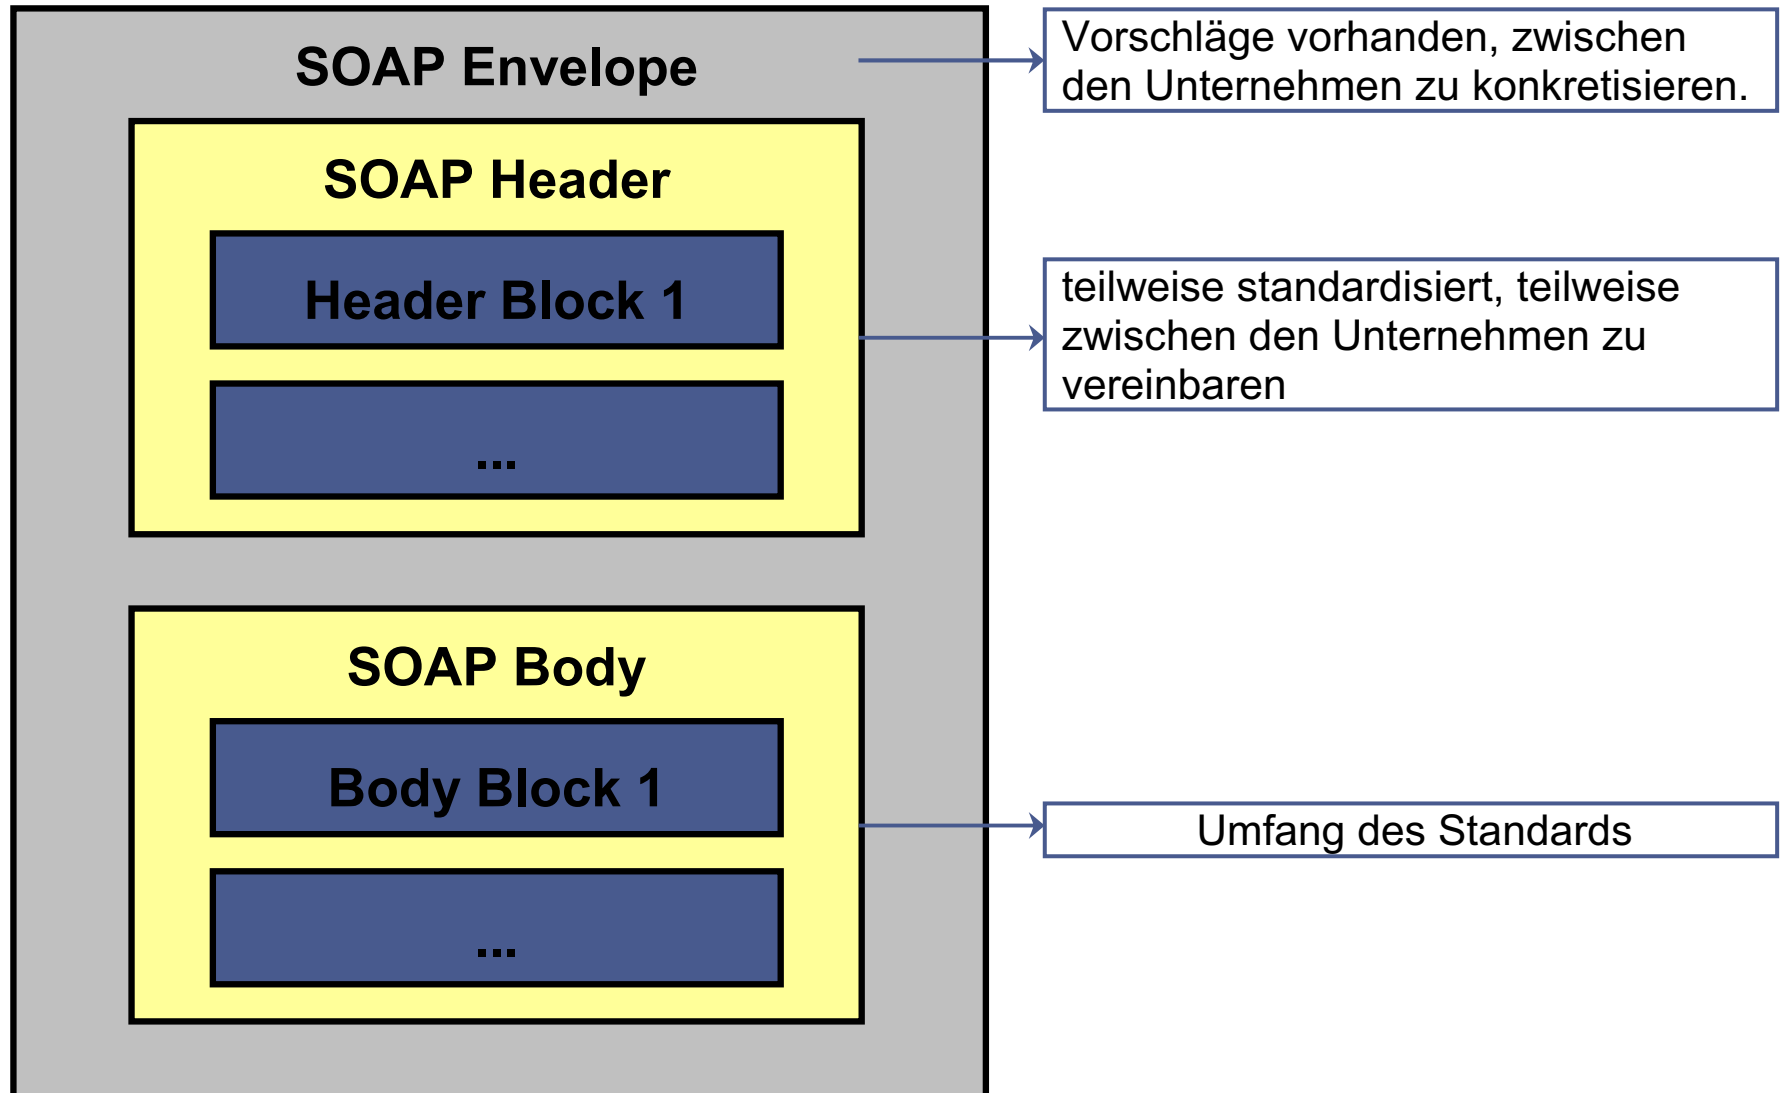 SOAP Envelope
Vorschläge vorhanden, zwischen
den Unternehmen zu konkretisieren.
SOAP Header
Header Block 1
...
teilweise standardisiert, teilweise
zwischen den Unternehmen zu
vereinbaren
SOAP Body
Body Block 1
...
Umfang des Standards